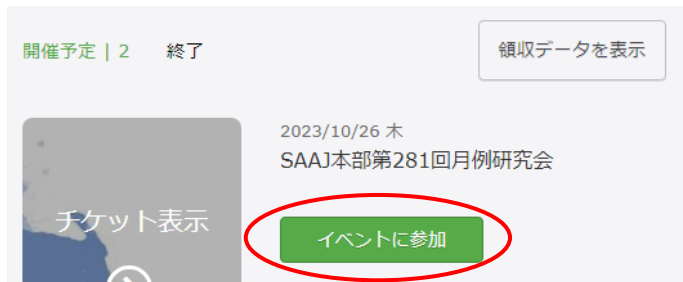 開催予定 | 2 終了
領収データを表示
2023/10/26 木
SAAJ本部第281回月例研究会
チケット表示
イベントに参加